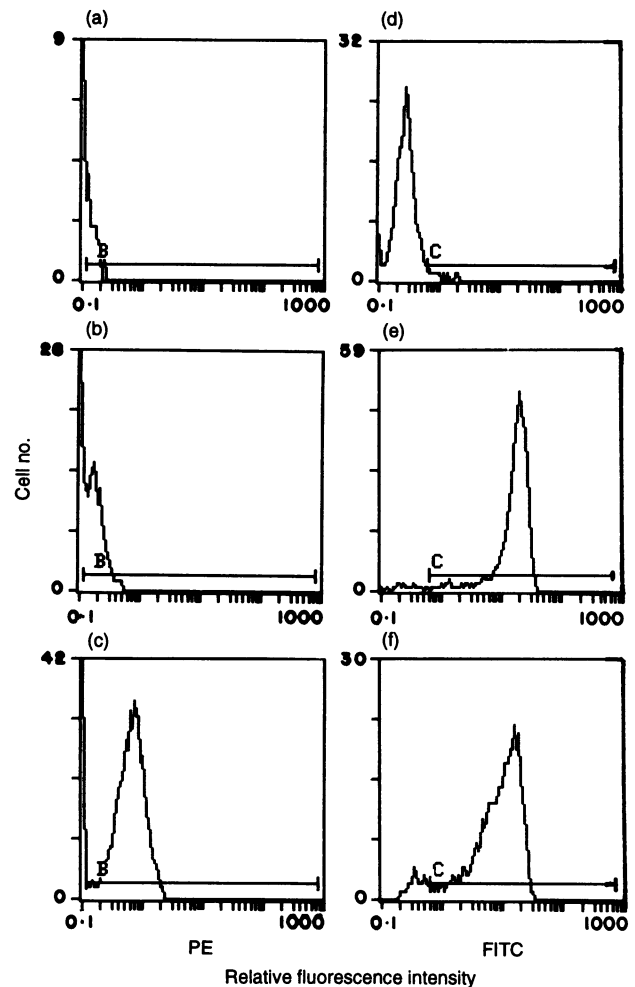 (a)
9
B
0
0·1
1000
(b)
28
Cell no.
B
0
0·1
1000
(c)
42
B
0
0·1
1000
PE
(d)
32
C
0
0·1
1000
(e)
59
C
0
0·1
1000
(f)
30
C
0
0·1
1000
FITC
Relative fluorescence intensity